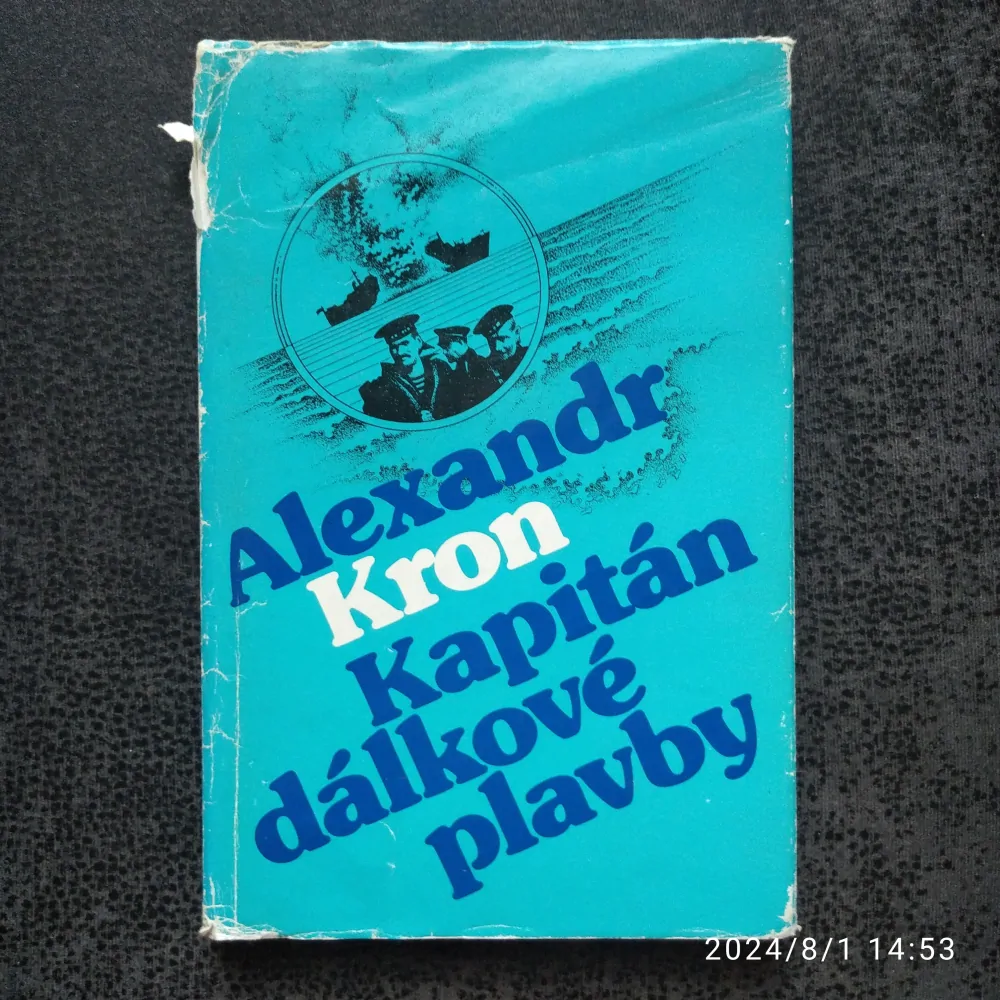 Alexandr
Kron
Kapitán
dálkové
plavby
2024/8/1 14:53